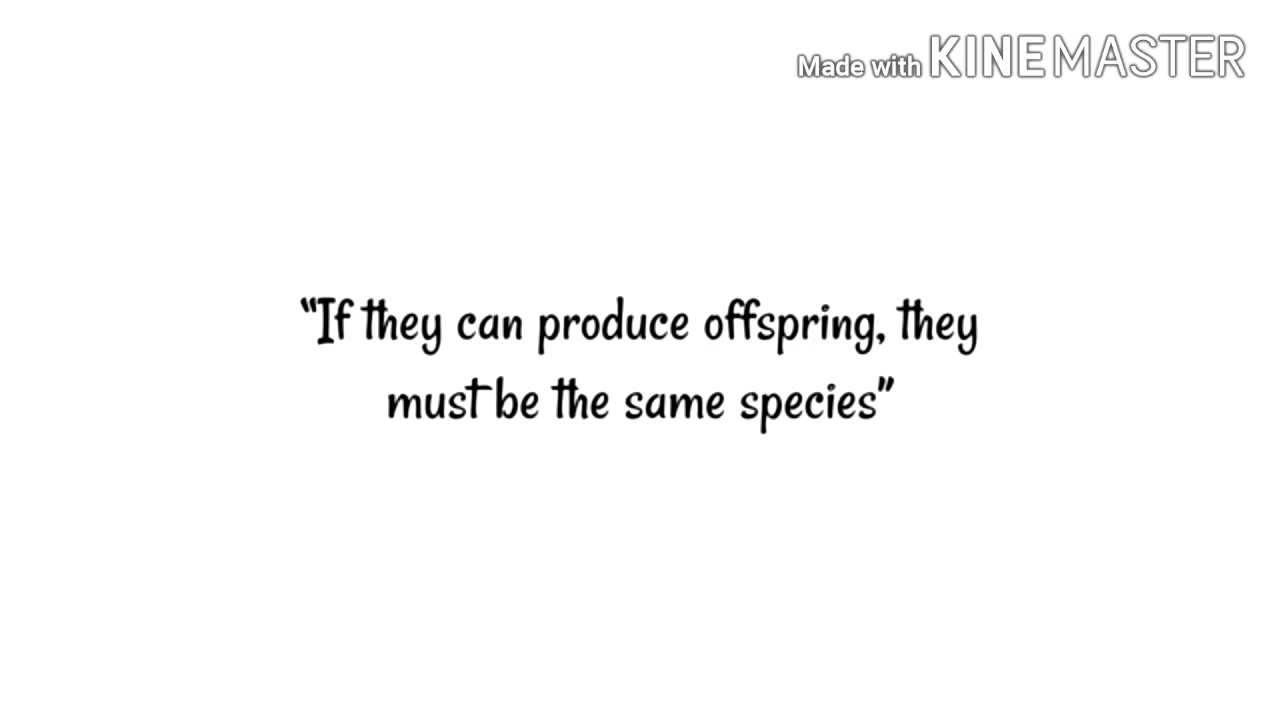 Made with KINEMASTER
“If they can produce offspring, they
must be the same species”